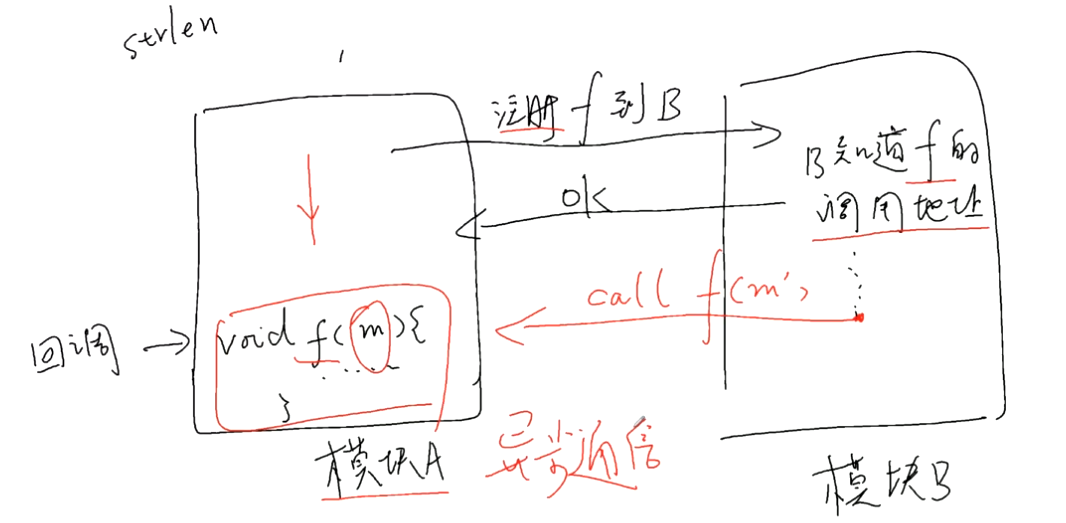 strlen
注册 f 到 B
B知道 f 的
调用地址
OK
call f(m')
回调
void f(m){
}
模块A
异步通信
模块B